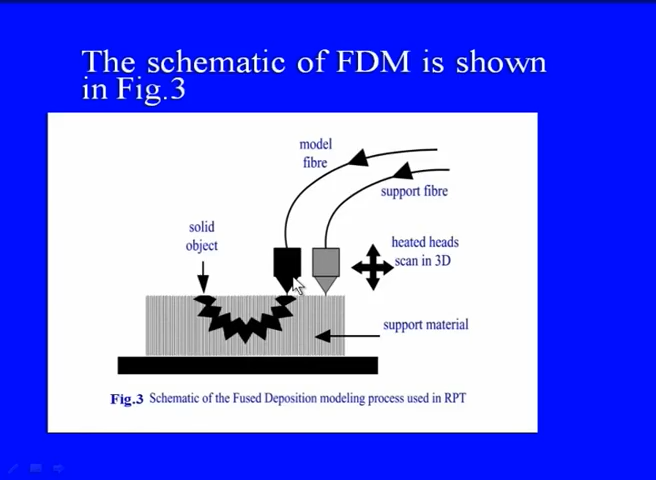 The schematic of FDM is shown
in Fig.3
model
fibre
support fibre
solid
object
heated heads
scan in 3D
support material
Fig.3 Schematic of the Fused Deposition modeling process used in RPT